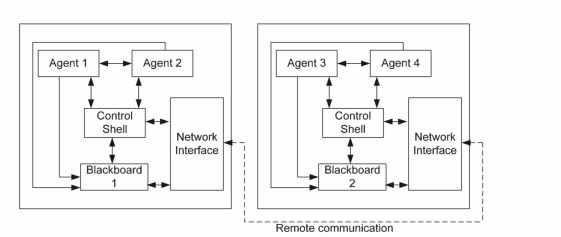 Agent 1
Agent 2
Control
Shell
Network
Interface
Blackboard
1
Agent 3
Agent 4
Control
Shell
Network
Interface
Blackboard
2
Remote communication